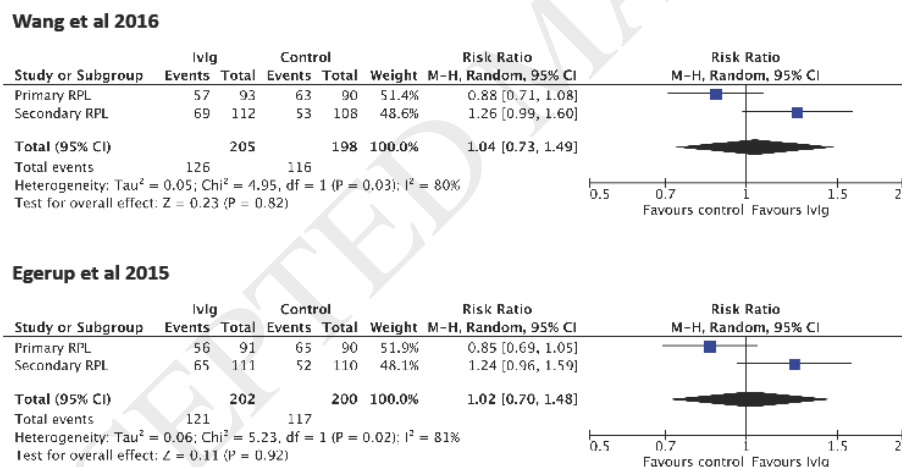 Wang et al 2016
IvIg Control Risk Ratio Risk Ratio
Study or Subgroup Events Total Events Total Weight M-H, Random, 95% CI M-H, Random, 95% CI
Primary RPL 57 93 63 90 51.4% 0.88 [0.71, 1.08]
Secondary RPL 69 112 53 108 48.6% 1.26 [0.99, 1.60]
Total (95% CI) 205 198 100.0% 1.04 [0.73, 1.49]
Total events 126 116
Heterogeneity: Tau² = 0.05; Chi² = 4.95, df = 1 (P = 0.03); I² = 80%
Test for overall effect: Z = 0.23 (P = 0.82)
0.5 0.7 1 1.5 2
Favours control Favours IvIg
Egerup et al 2015
IvIg Control Risk Ratio Risk Ratio
Study or Subgroup Events Total Events Total Weight M-H, Random, 95% CI M-H, Random, 95% CI
Primary RPL 56 91 65 90 51.9% 0.85 [0.69, 1.05]
Secondary RPL 65 111 52 110 48.1% 1.24 [0.96, 1.59]
Total (95% CI) 202 200 100.0% 1.02 [0.70, 1.48]
Total events 121 117
Heterogeneity: Tau² = 0.06; Chi² = 5.23, df = 1 (P = 0.02); I² = 81%
Test for overall effect: Z = 0.11 (P = 0.92)
0.5 0.7 1 1.5 2
Favours control Favours IvIg
CEPTED MA